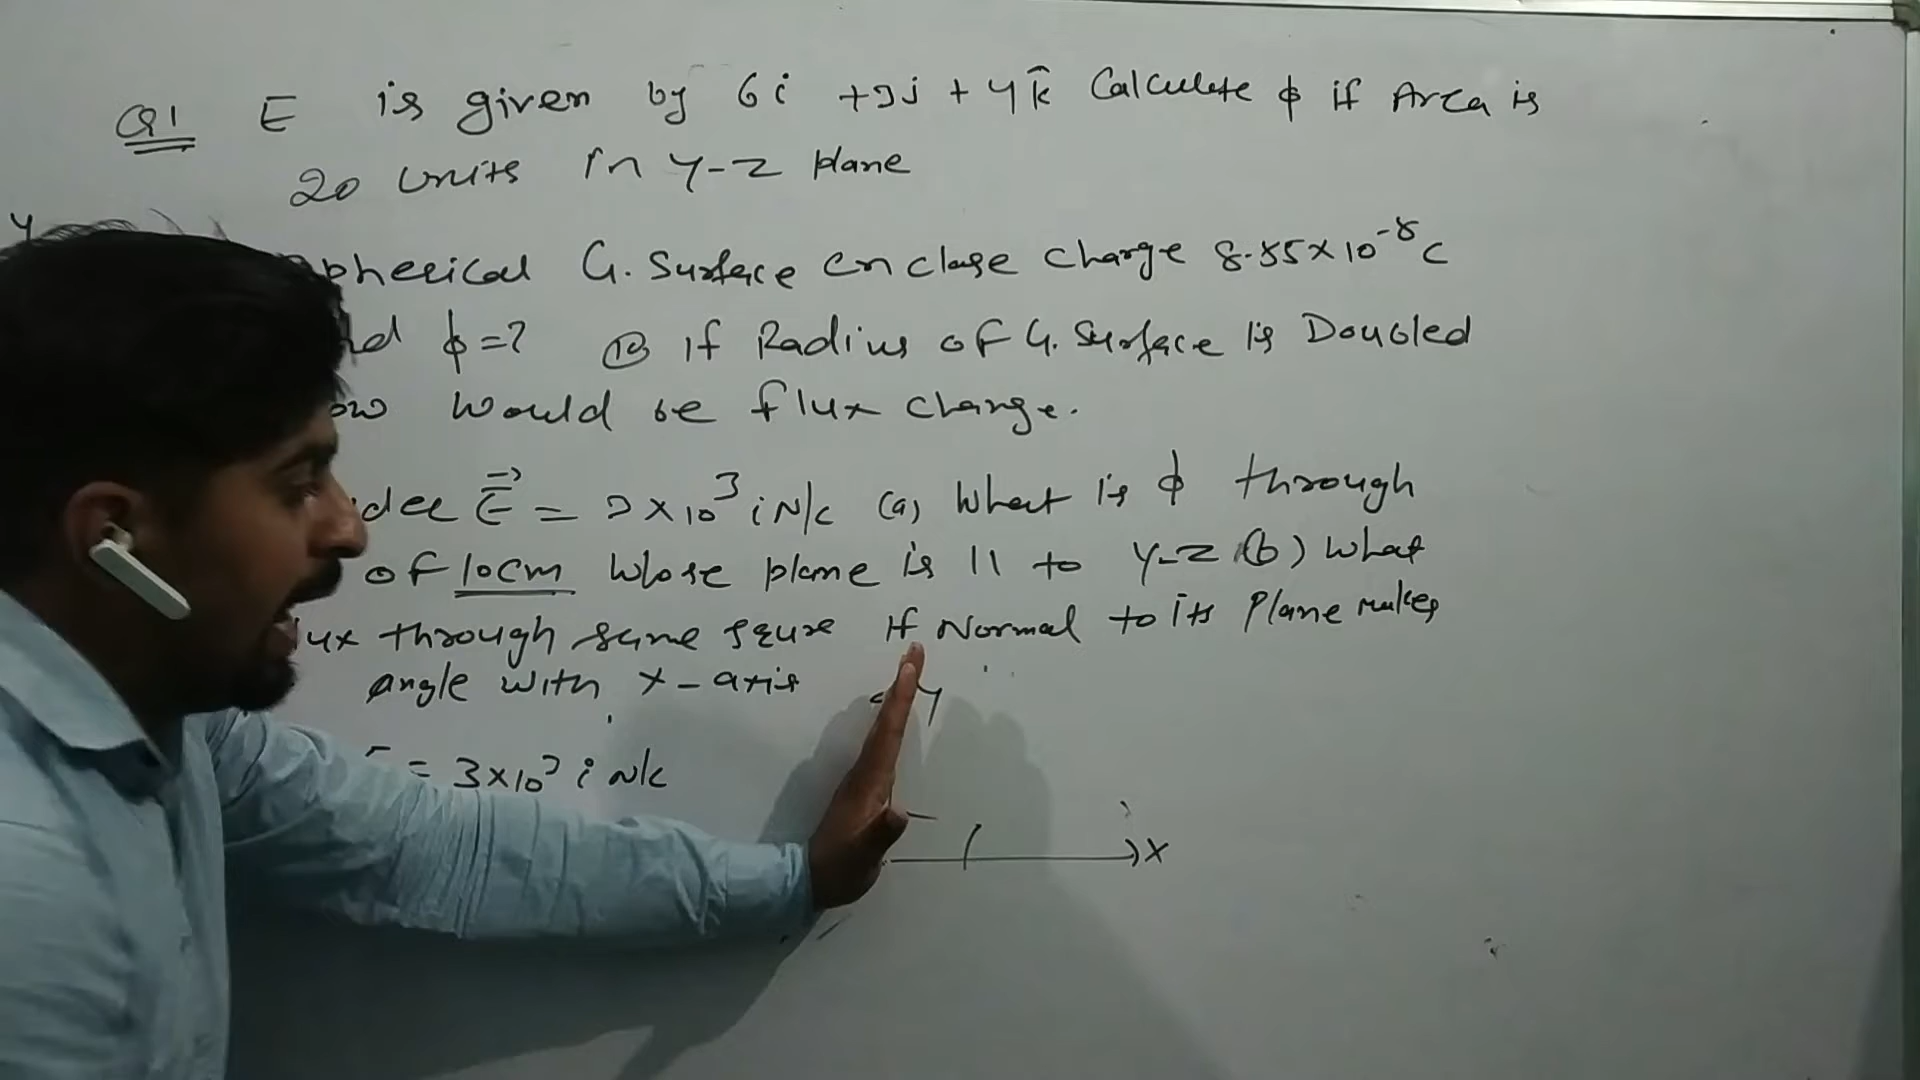 Q1 E is given by 6i +3j + 4k̂ Calculate ϕ if Area is
20 units in Y-Z plane
pherical G. Surface enclose charge 8.85×10⁻⁸ C
ϕ=? (B) if Radius of G. Surface is Doubled
ow would be flux change.
E⃗ = 3×10³ i N/c (a) What is ϕ through
of 10cm whose plane is 11 to Y-Z (b) What
ux through same squre if Normal to its Plane makes
angle with x-axis
Y
= 3×10³ i N/c
X